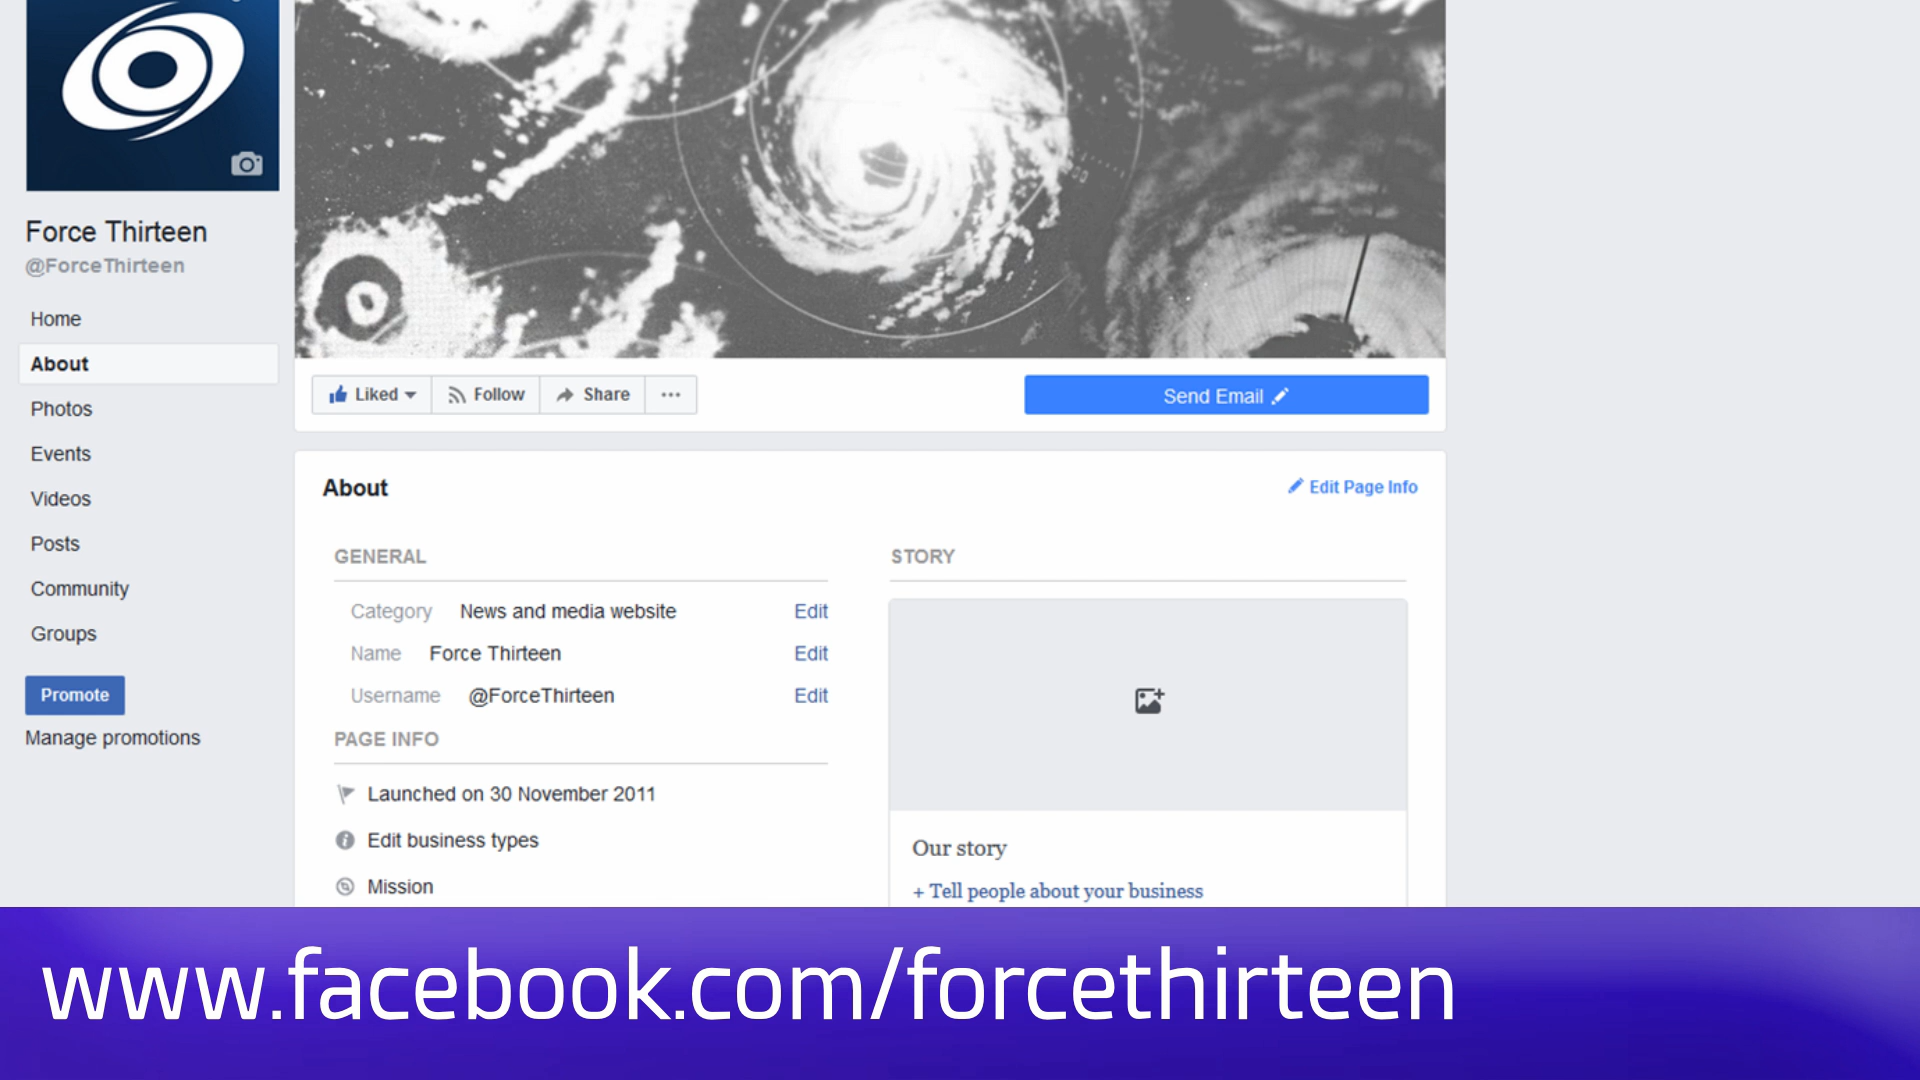 Force Thirteen
@ForceThirteen
Home
About
Photos
Events
Videos
Posts
Community
Groups
Promote
Manage promotions
Liked
Follow
Share
Send Email
About
Edit Page Info
GENERAL
Category News and media website Edit
Name Force Thirteen Edit
Username @ForceThirteen Edit
PAGE INFO
Launched on 30 November 2011
Edit business types
Mission
STORY
Our story
+ Tell people about your business
www.facebook.com/forcethirteen